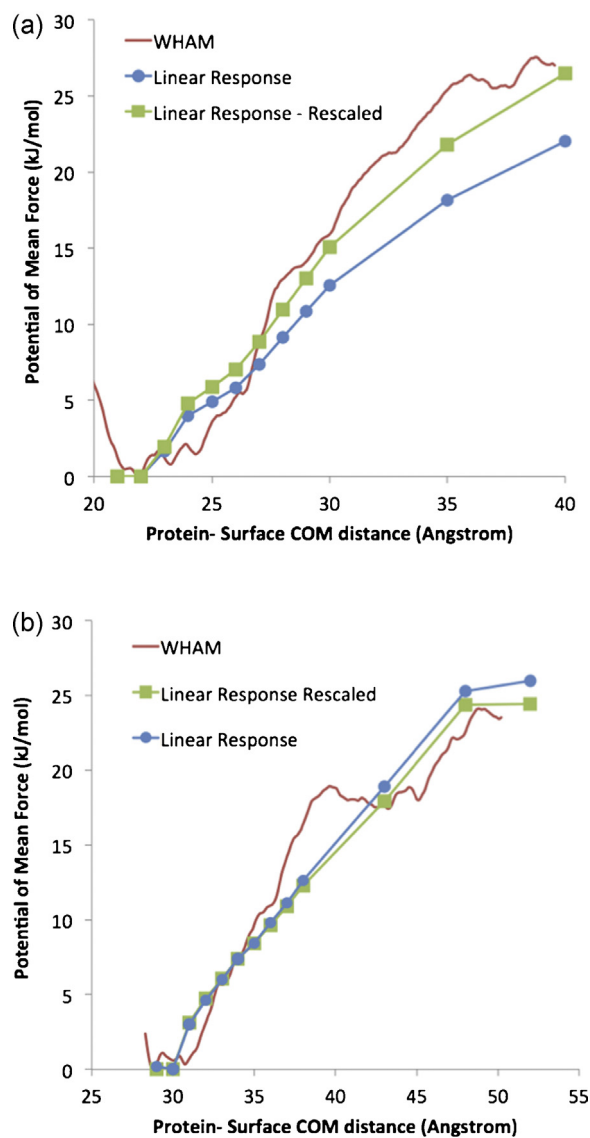 (a)
30
25
20
15
10
5
0
Potential of Mean Force (kJ/mol)
WHAM
Linear Response
Linear Response - Rescaled
20 25 30 35 40
Protein- Surface COM distance (Angstrom)
(b)
30
25
20
15
10
5
0
Potential of Mean Force (kJ/mol)
WHAM
Linear Response Rescaled
Linear Response
25 30 35 40 45 50 55
Protein- Surface COM distance (Angstrom)